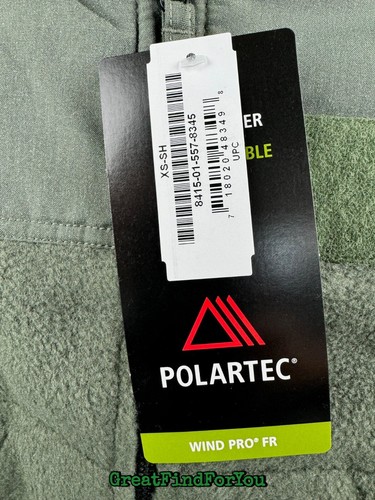 XS-SH
8415-01-557-8345
7 18020 48349 8
UPC
ER
BLE
POLARTEC®
WIND PRO® FR
GreatFindForYou